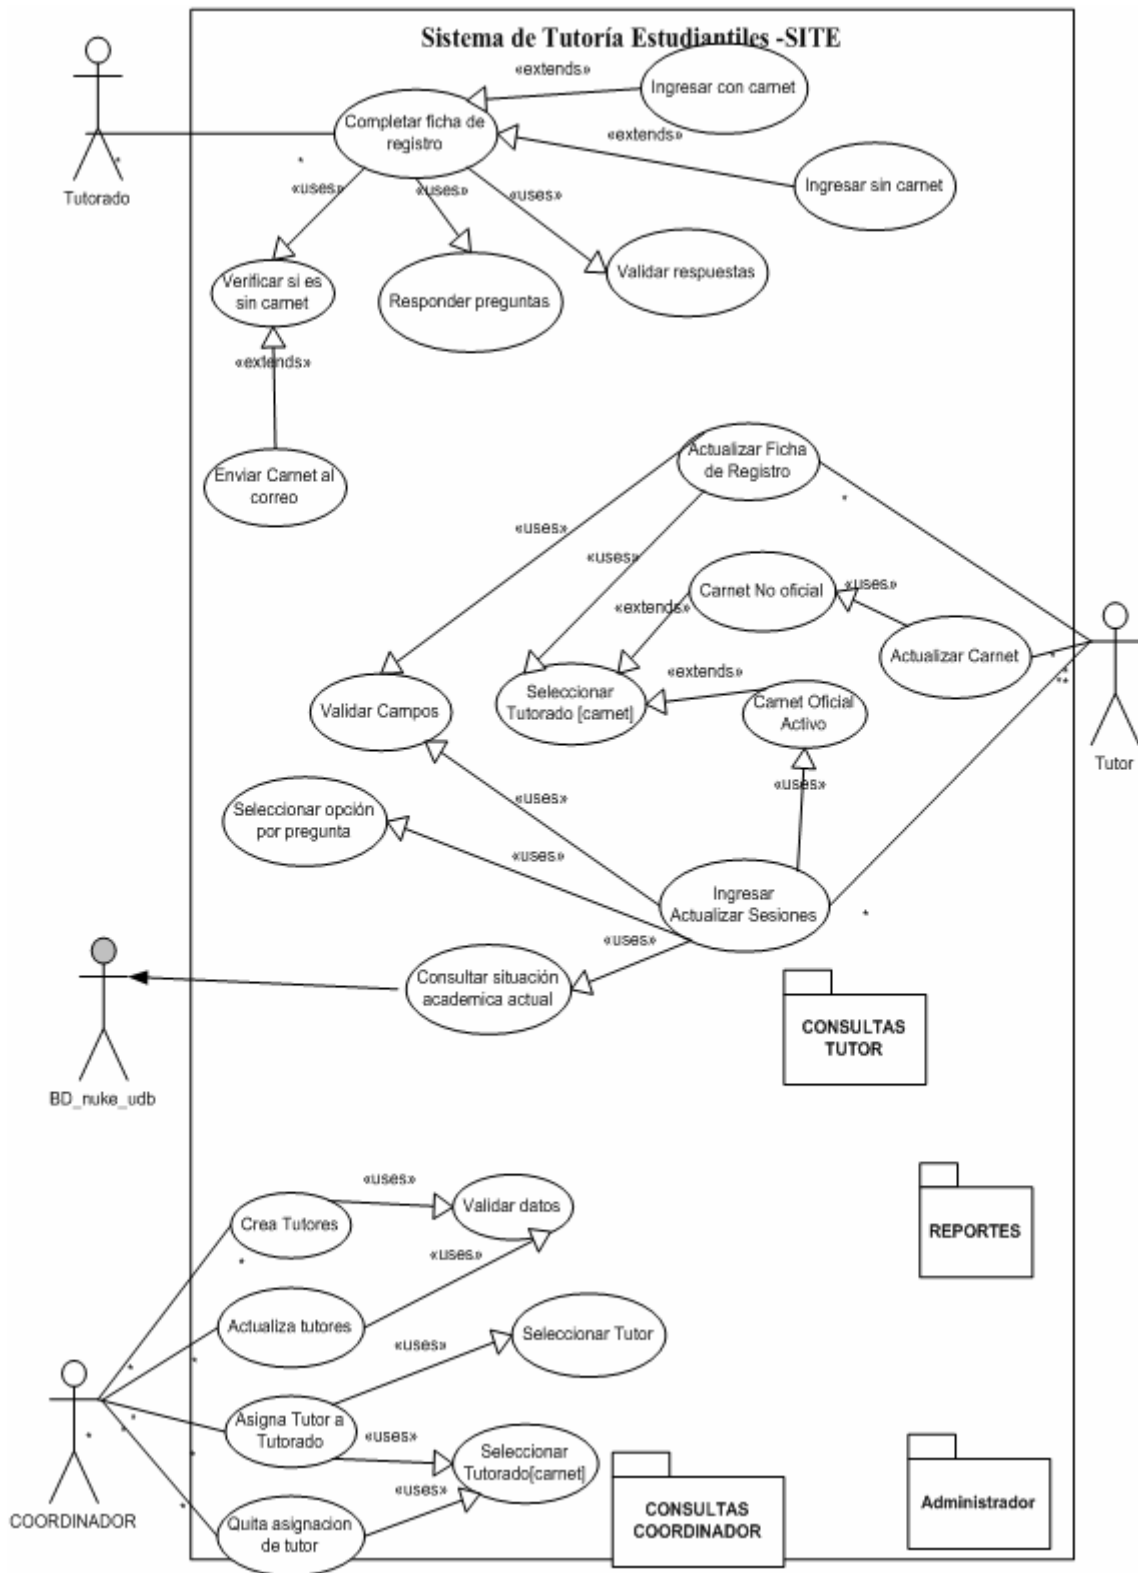 Sistema de Tutoría Estudiantiles -SITE
«extends»
Ingresar con carnet
Completar ficha de
registro
«extends»
Tutorado
*
*
Ingresar sin carnet
«uses»
«uses»
«uses»
Verificar si es
sin carnet
Responder preguntas
Validar respuestas
«extends»
Enviar Carnet al
correo
Actualizar Ficha
de Registro
*
«uses»
«uses»
Carnet No oficial
«uses»
«extends»
Actualizar Carnet
*
*
**
Seleccionar
Tutorado [carnet]
«extends»
Carnet Oficial
Activo
Validar Campos
Tutor
«uses»
«uses»
Seleccionar opción
por pregunta
«uses»
Ingresar
Actualizar Sesiones
*
«uses»
Consultar situación
academica actual
BD_nuke_udb
CONSULTAS
TUTOR
«uses»
Crea Tutores
Validar datos
*
«uses»
REPORTES
Actualiza tutores
Seleccionar Tutor
«uses»
*
*
Asigna Tutor a
Tutorado
*
*
*
*
«uses»
Seleccionar
Tutorado[carnet]
«uses»
*
COORDINADOR
Quita asignacion
de tutor
CONSULTAS
COORDINADOR
Administrador